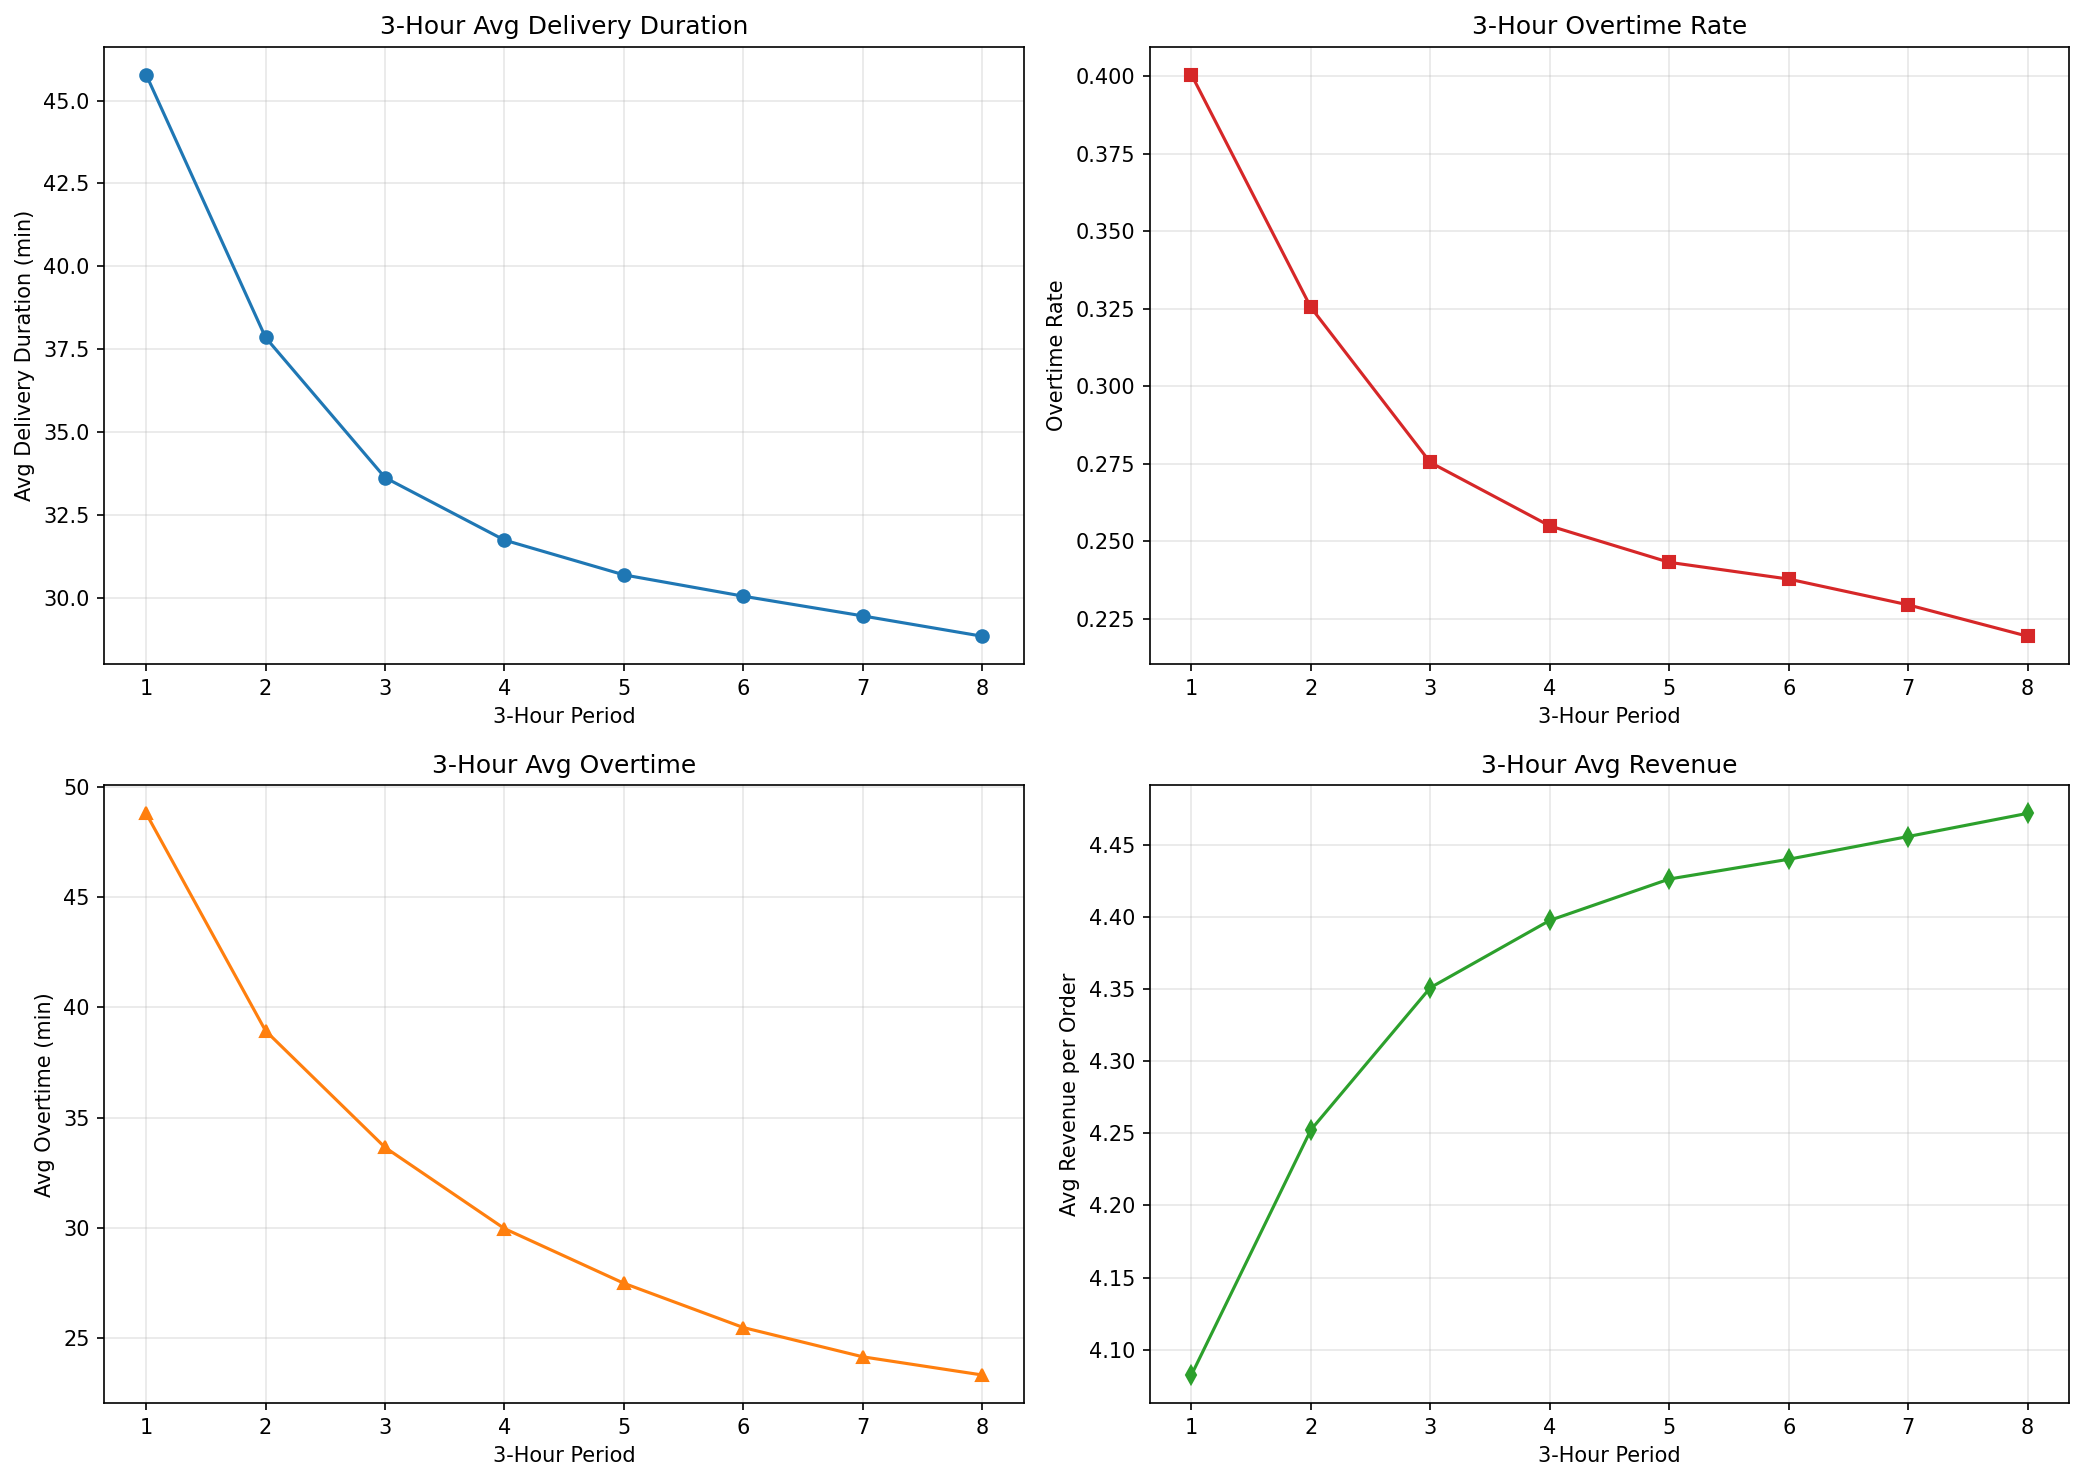 3-Hour Avg Delivery Duration
Avg Delivery Duration (min)
45.0
42.5
40.0
37.5
35.0
32.5
30.0
1 2 3 4 5 6 7 8
3-Hour Period
3-Hour Overtime Rate
Overtime Rate
0.400
0.375
0.350
0.325
0.300
0.275
0.250
0.225
1 2 3 4 5 6 7 8
3-Hour Period
3-Hour Avg Overtime
Avg Overtime (min)
50
45
40
35
30
25
1 2 3 4 5 6 7 8
3-Hour Period
3-Hour Avg Revenue
Avg Revenue per Order
4.45
4.40
4.35
4.30
4.25
4.20
4.15
4.10
1 2 3 4 5 6 7 8
3-Hour Period